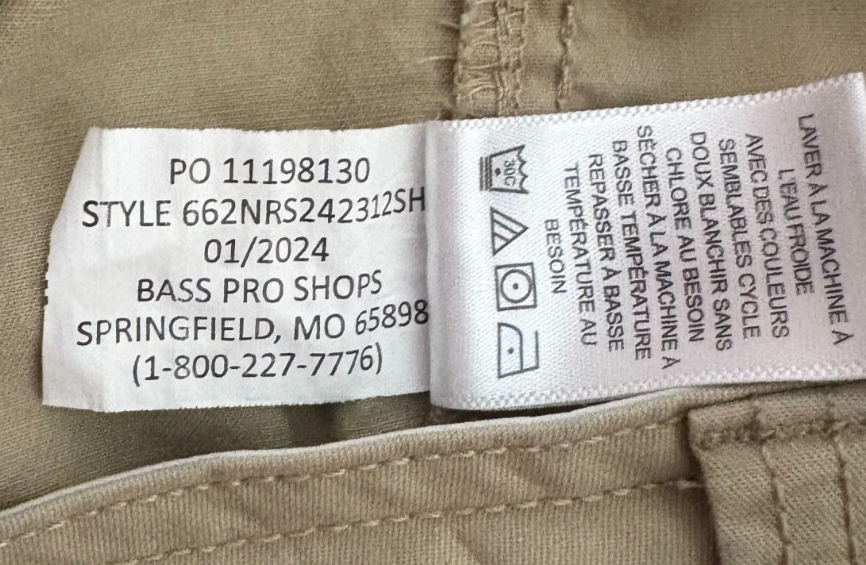 PO 11198130
STYLE 662NRS242312SH
01/2024
BASS PRO SHOPS
SPRINGFIELD, MO 65898
(1-800-227-7776)
30C
LAVER À LA MACHINE À
L'EAU FROIDE
AVEC DES COULEURS
SEMBLABLES CYCLE
DOUX BLANCHIR SANS
CHLORE AU BESOIN
SÉCHER À LA MACHINE À
BASSE TEMPÉRATURE
REPASSER À BASSE
TEMPÉRATURE AU
BESOIN